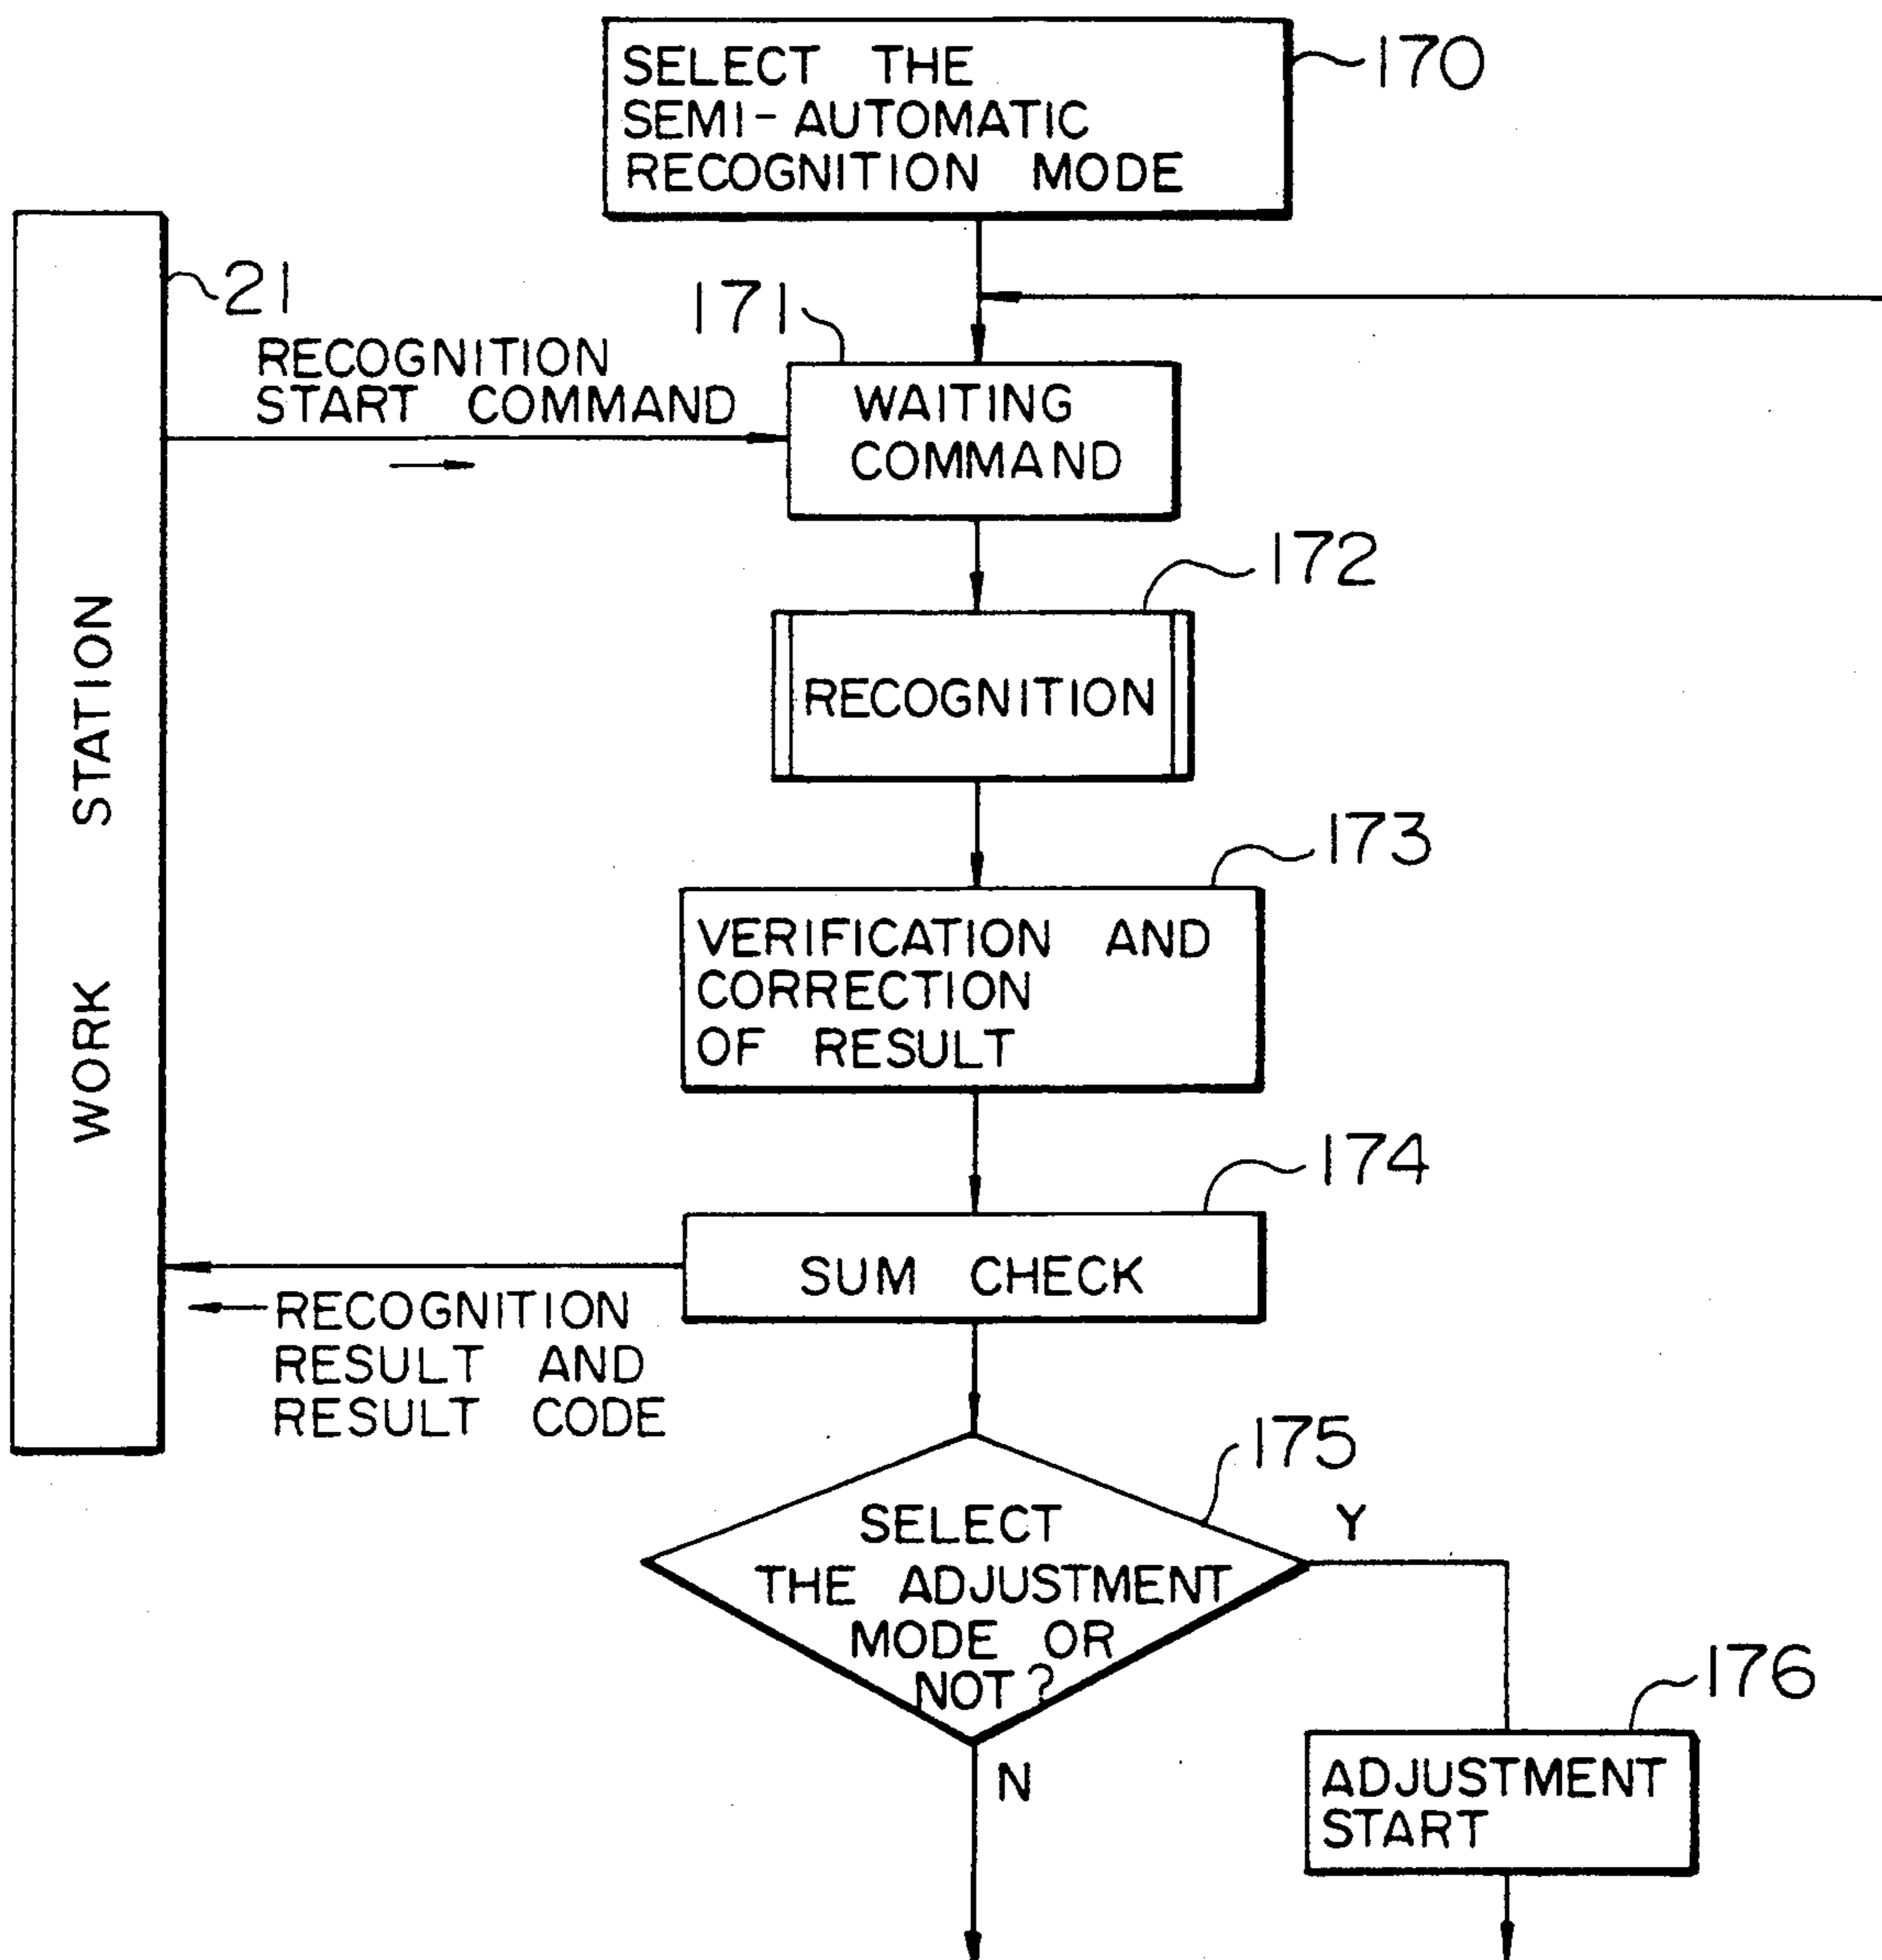 SELECT THE
SEMI-AUTOMATIC
RECOGNITION MODE
170
21
RECOGNITION
START COMMAND
171
WAITING
COMMAND
172
RECOGNITION
WORK STATION
173
VERIFICATION AND
CORRECTION
OF RESULT
174
SUM CHECK
RECOGNITION
RESULT AND
RESULT CODE
175
SELECT
THE ADJUSTMENT
MODE OR
NOT?
Y
N
176
ADJUSTMENT
START